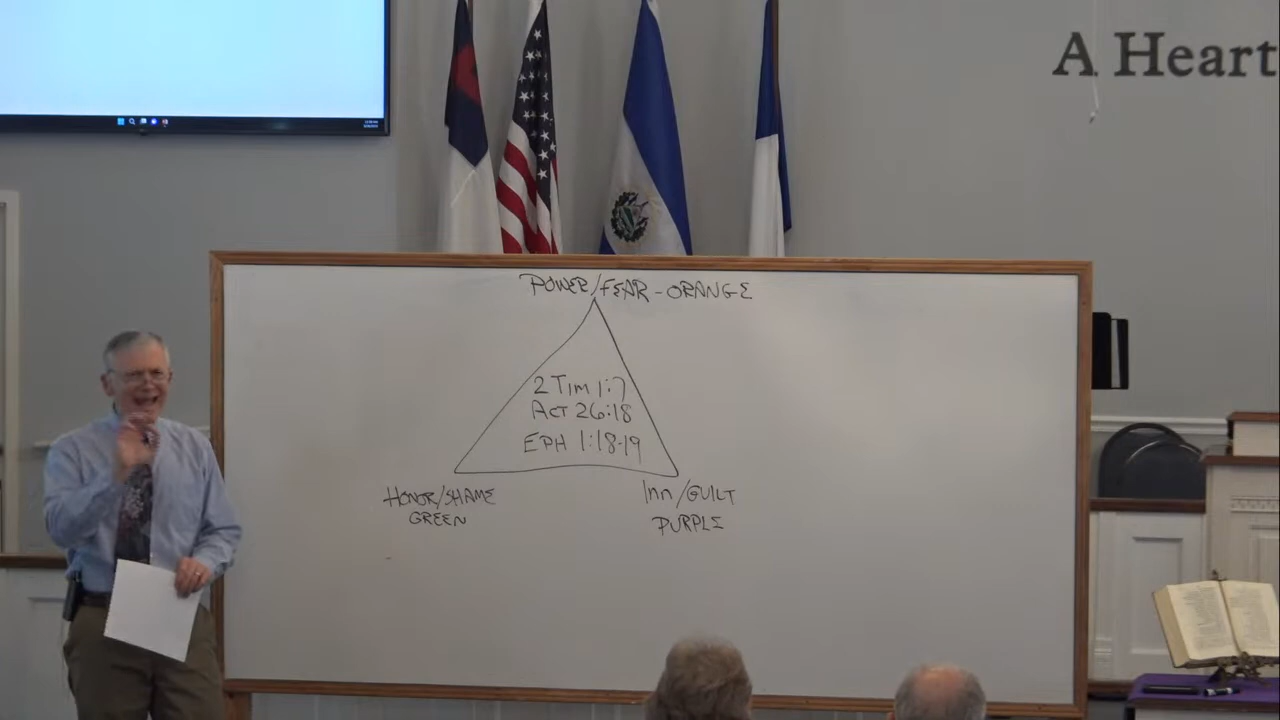 A Heart
POWER/FEAR-ORANGE
2 TIM 1:7
ACT 26:18
EPH 1:18-19
HONOR/SHAME
GREEN
Inn/GUILT
PURPLE